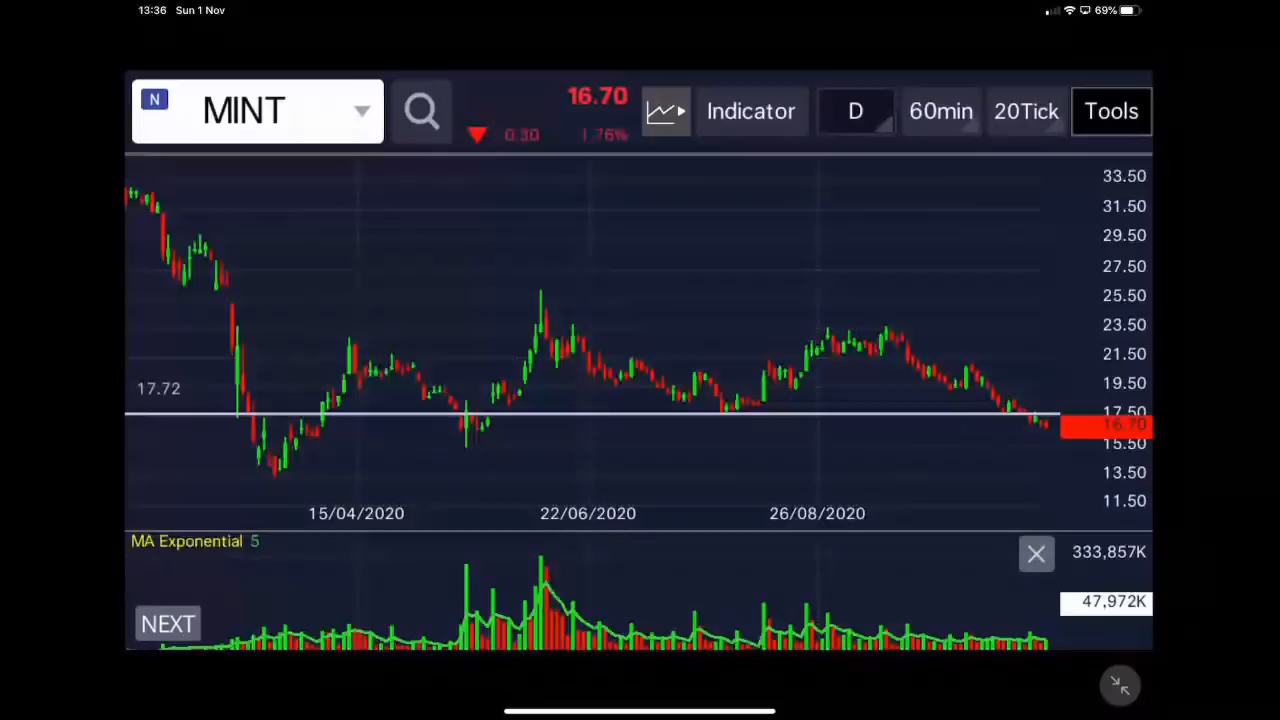 13:36 Sun 1 Nov
69%
N
MINT
16.70
0.30 1.76%
Indicator
D
60min
20Tick
Tools
33.50
31.50
29.50
27.50
25.50
23.50
21.50
19.50
17.72
17.50
16.70
15.50
13.50
11.50
15/04/2020 22/06/2020 26/08/2020
MA Exponential 5
333,857K
47,972K
NEXT